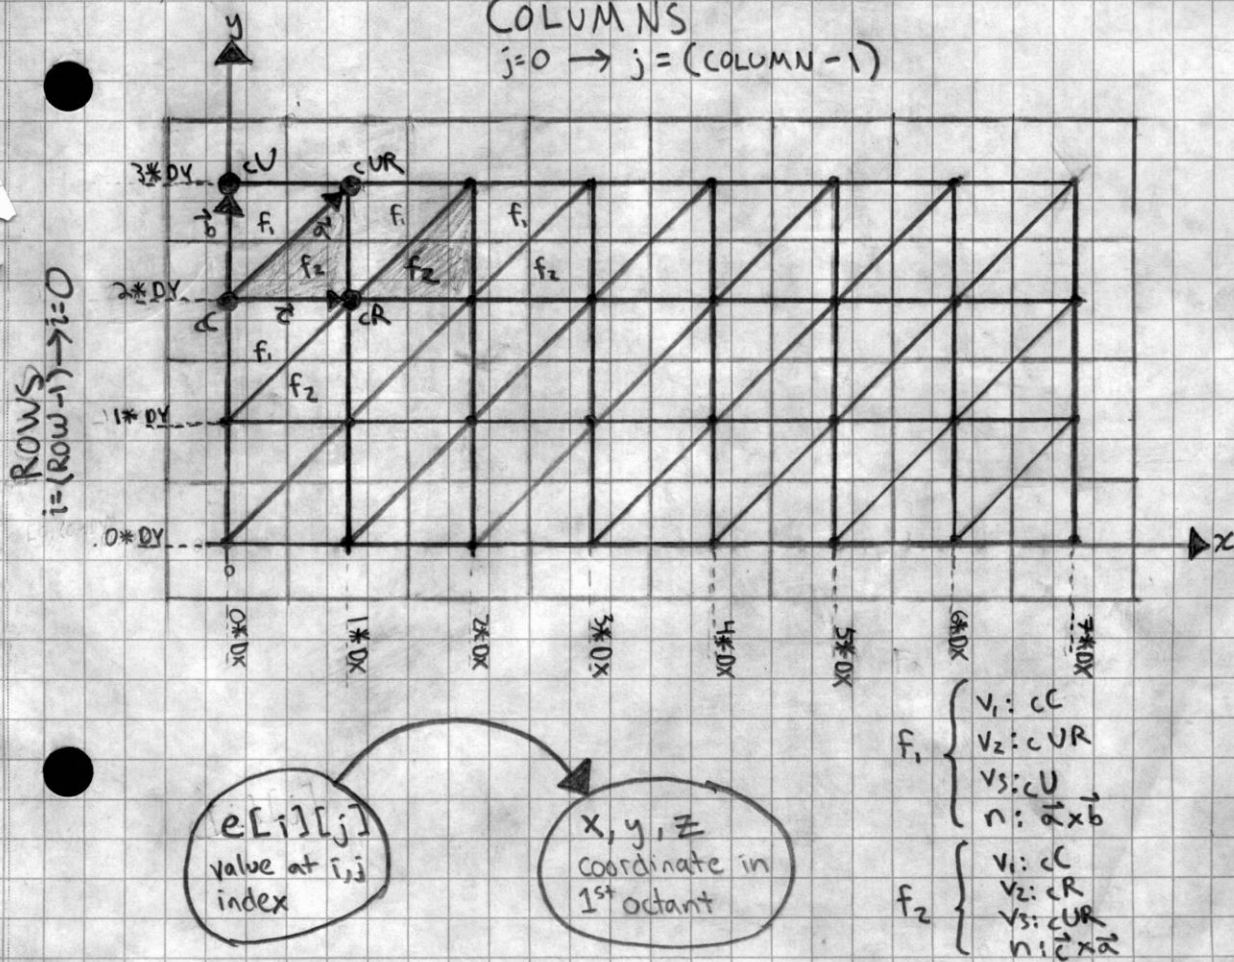 COLUMNS
j=0 → j = (COLUMN-1)
y
3*DY
cU
cUR
b⃗
f₁
a⃗
f₁
f₁
f₂
f₂
f₂
2*DY
cC
c⃗
cR
f₁
f₂
1*DY
0*DY
x
0
ROWS
i=(ROW-1)→i=0
0*DX
1*DX
2*DX
3*DX
4*DX
5*DX
6*DX
7*DX
e[i][j]
value at i,j
index
x, y, z
coordinate in
1st octant
f₁
v₁: cC
v₂: cUR
v₃: cU
n: a⃗×b⃗
f₂
v₁: cC
v₂: cR
v₃: cUR
n: c⃗×a⃗